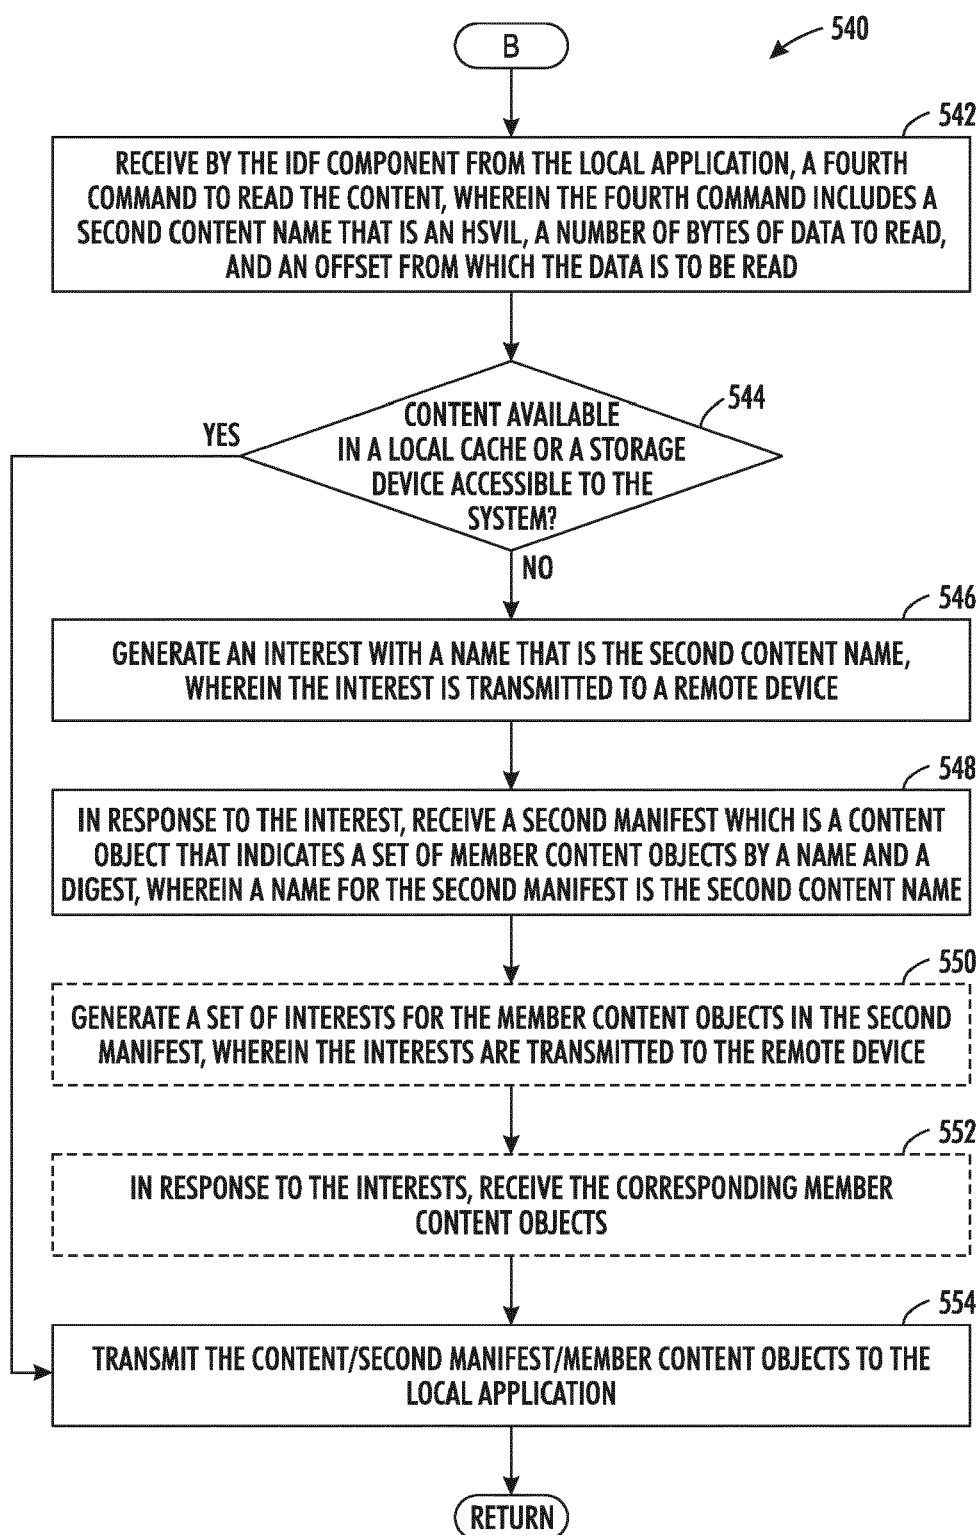 B
540
542
RECEIVE BY THE IDF COMPONENT FROM THE LOCAL APPLICATION, A FOURTH
COMMAND TO READ THE CONTENT, WHEREIN THE FOURTH COMMAND INCLUDES A
SECOND CONTENT NAME THAT IS AN HSVIL, A NUMBER OF BYTES OF DATA TO READ,
AND AN OFFSET FROM WHICH THE DATA IS TO BE READ
544
YES
CONTENT AVAILABLE
IN A LOCAL CACHE OR A STORAGE
DEVICE ACCESSIBLE TO THE
SYSTEM?
NO
546
GENERATE AN INTEREST WITH A NAME THAT IS THE SECOND CONTENT NAME,
WHEREIN THE INTEREST IS TRANSMITTED TO A REMOTE DEVICE
548
IN RESPONSE TO THE INTEREST, RECEIVE A SECOND MANIFEST WHICH IS A CONTENT
OBJECT THAT INDICATES A SET OF MEMBER CONTENT OBJECTS BY A NAME AND A
DIGEST, WHEREIN A NAME FOR THE SECOND MANIFEST IS THE SECOND CONTENT NAME
550
GENERATE A SET OF INTERESTS FOR THE MEMBER CONTENT OBJECTS IN THE SECOND
MANIFEST, WHEREIN THE INTERESTS ARE TRANSMITTED TO THE REMOTE DEVICE
552
IN RESPONSE TO THE INTERESTS, RECEIVE THE CORRESPONDING MEMBER
CONTENT OBJECTS
554
TRANSMIT THE CONTENT/SECOND MANIFEST/MEMBER CONTENT OBJECTS TO THE
LOCAL APPLICATION
RETURN